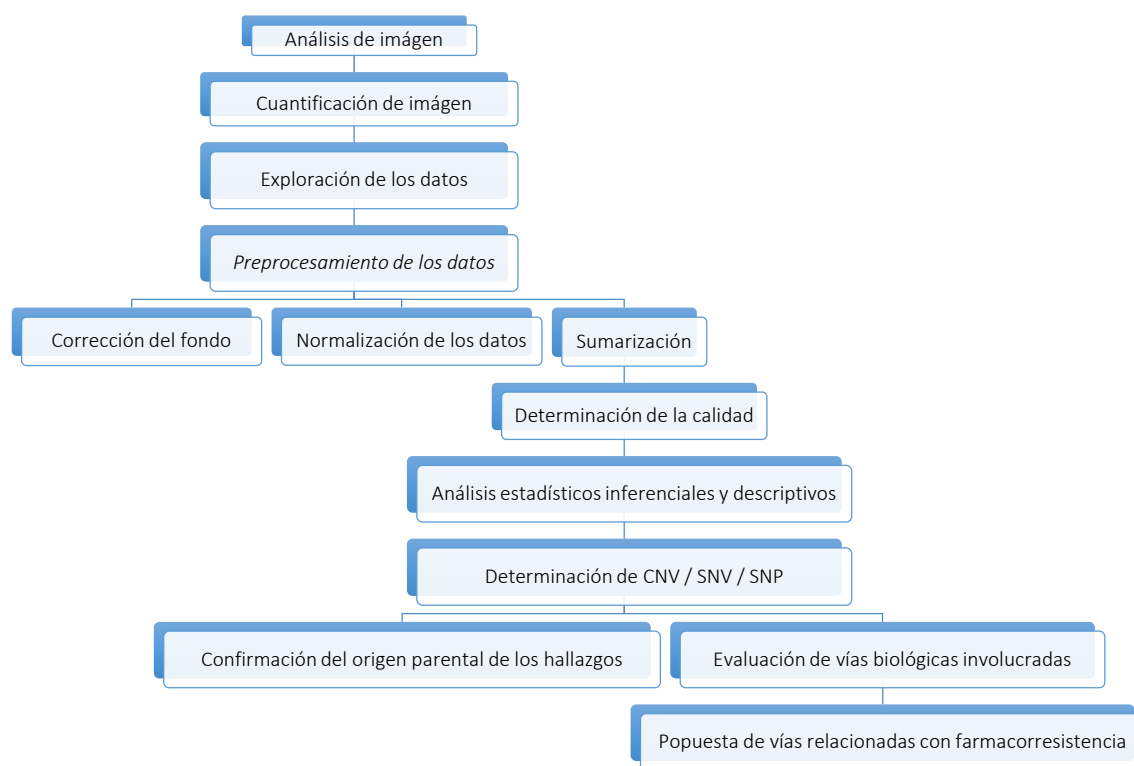 Análisis de imágen
Cuantificación de imágen
Exploración de los datos
Preprocesamiento de los datos
Corrección del fondo
Normalización de los datos
Sumarización
Determinación de la calidad
Análisis estadísticos inferenciales y descriptivos
Determinación de CNV / SNV / SNP
Confirmación del origen parental de los hallazgos
Evaluación de vías biológicas involucradas
Popuesta de vías relacionadas con farmacorresistencia